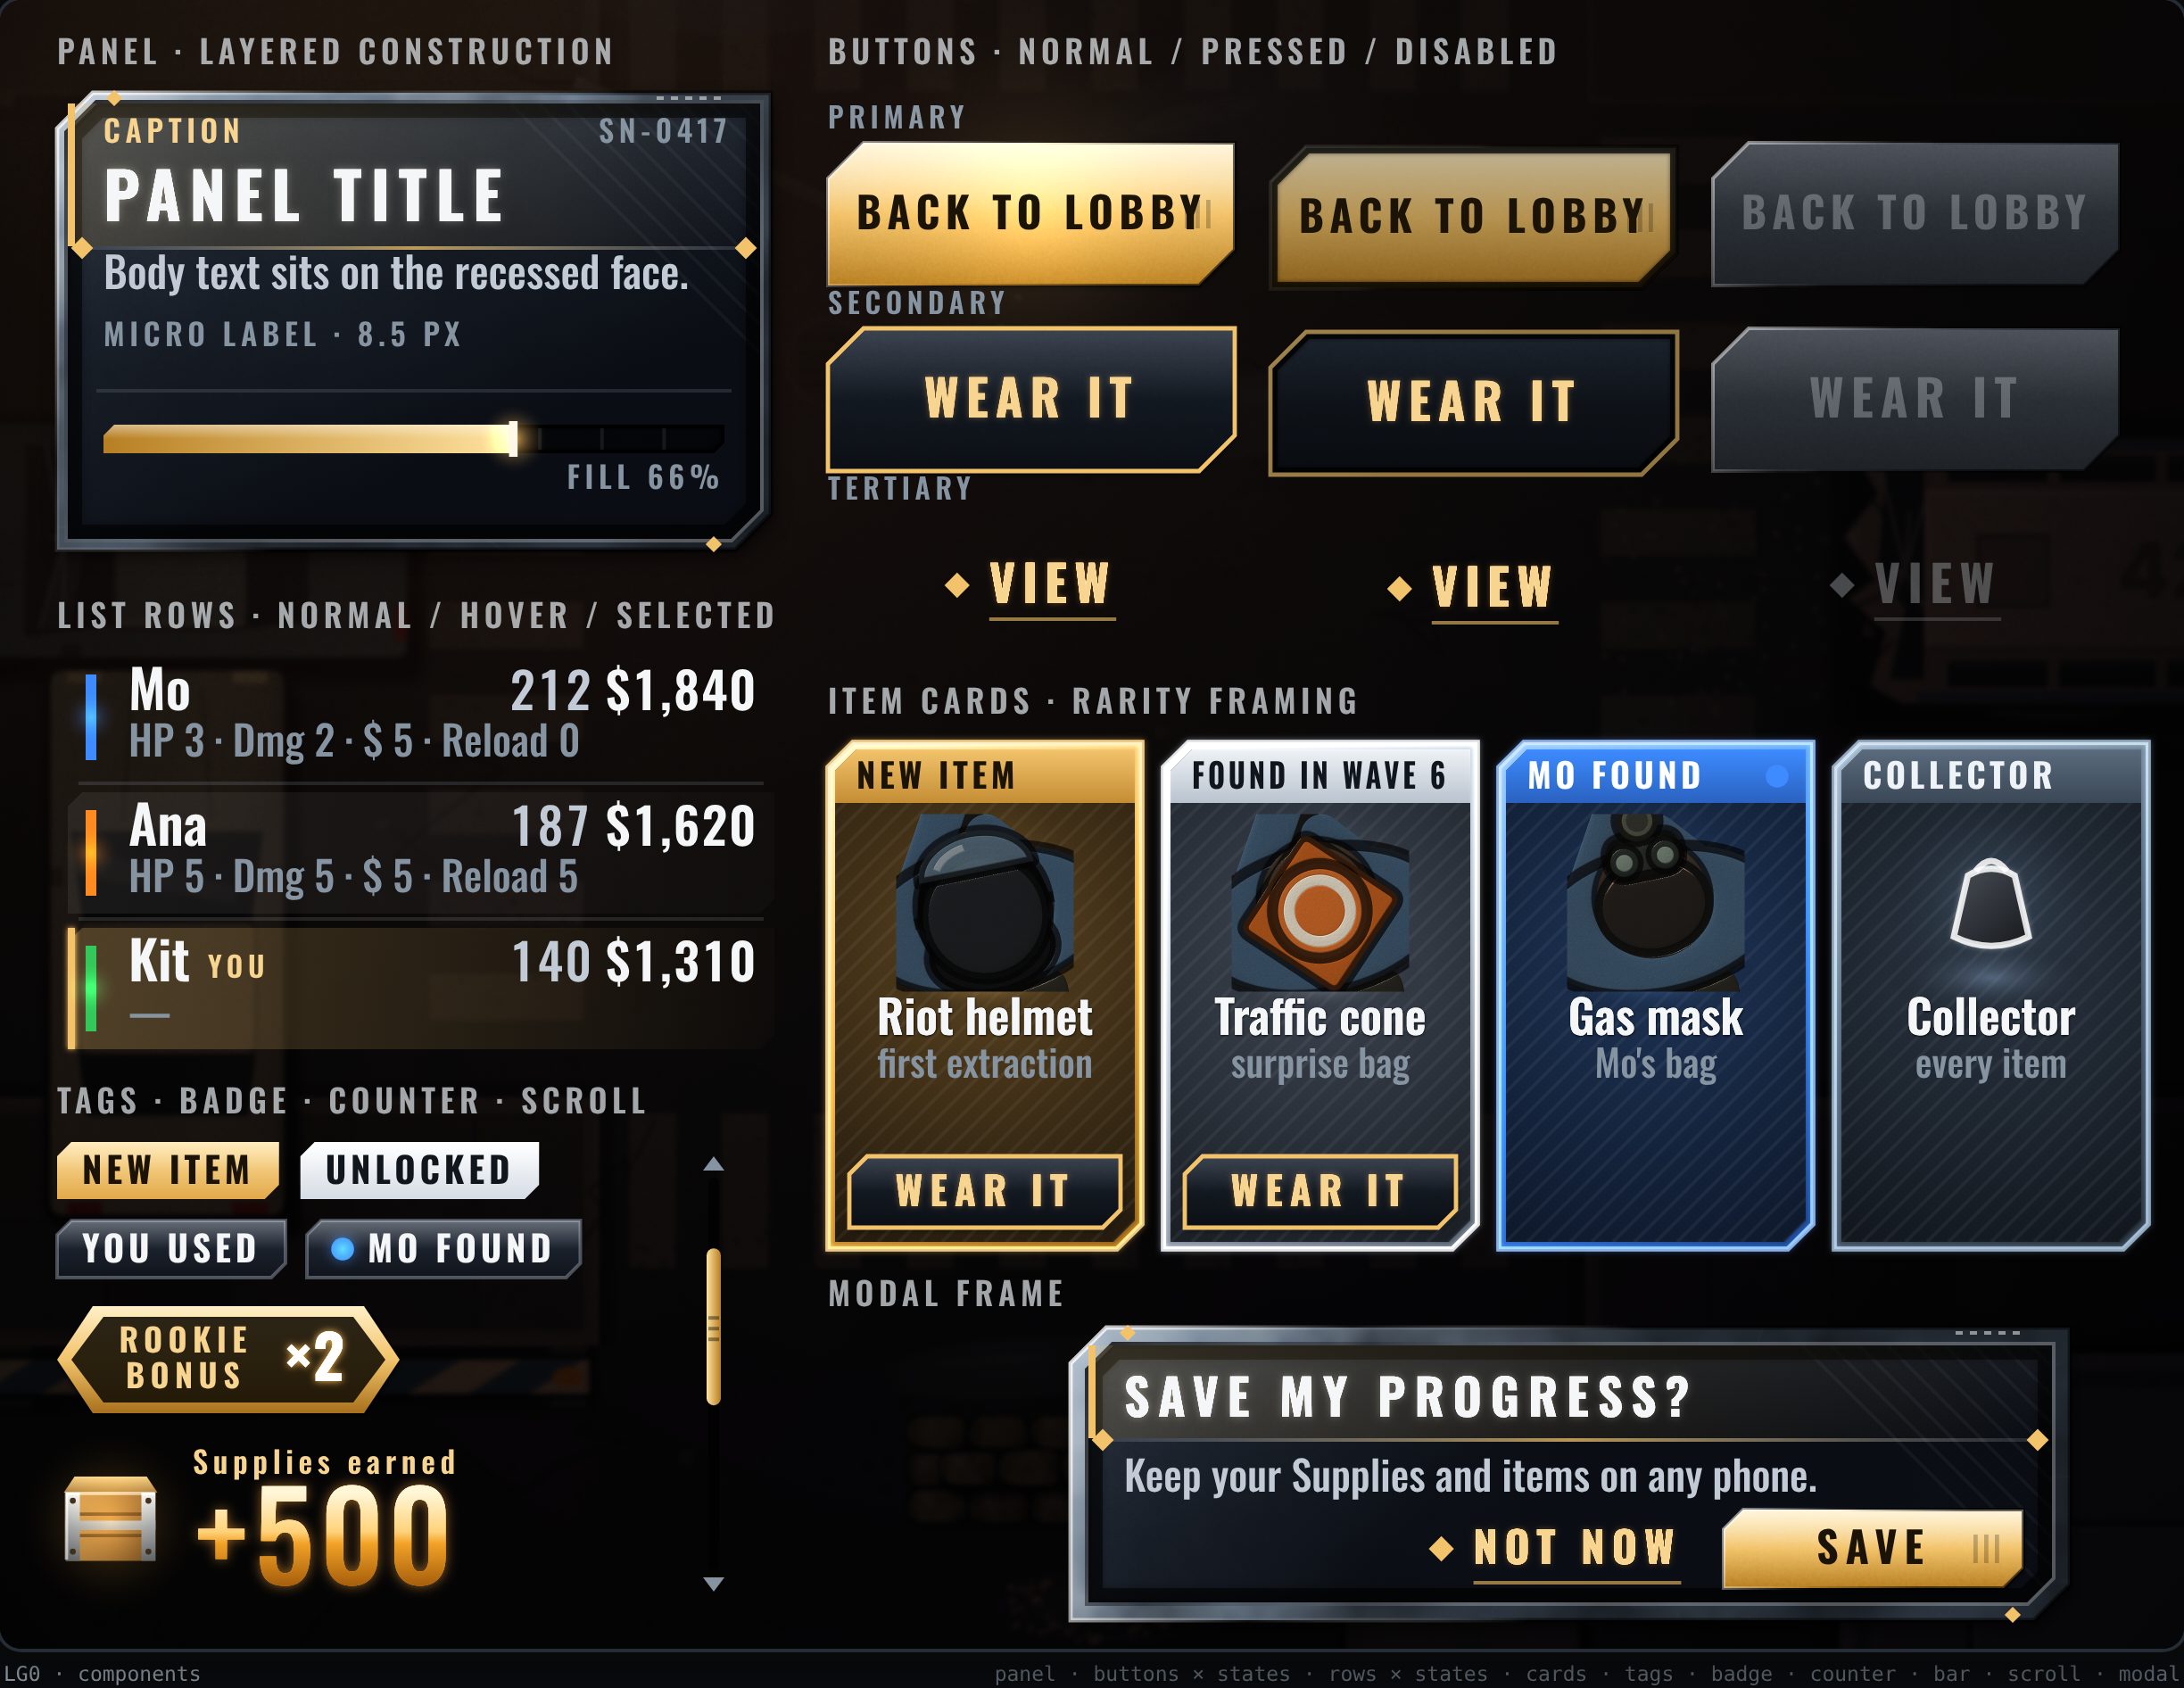 PANEL · LAYERED CONSTRUCTION
CAPTION
SN-0417
PANEL TITLE
Body text sits on the recessed face.
MICRO LABEL · 8.5 PX
FILL 66%
BUTTONS · NORMAL / PRESSED / DISABLED
PRIMARY
BACK TO LOBBY
BACK TO LOBBY
BACK TO LOBBY
SECONDARY
WEAR IT
WEAR IT
WEAR IT
TERTIARY
VIEW
VIEW
VIEW
LIST ROWS · NORMAL / HOVER / SELECTED
Mo 212 $1,840
HP 3 · Dmg 2 · $ 5 · Reload 0
Ana 187 $1,620
HP 5 · Dmg 5 · $ 5 · Reload 5
Kit YOU 140 $1,310
—
ITEM CARDS · RARITY FRAMING
NEW ITEM
Riot helmet
first extraction
WEAR IT
FOUND IN WAVE 6
Traffic cone
surprise bag
WEAR IT
MO FOUND
Gas mask
Mo's bag
COLLECTOR
Collector
every item
TAGS · BADGE · COUNTER · SCROLL
NEW ITEM
UNLOCKED
YOU USED
MO FOUND
ROOKIE
BONUS
×2
Supplies earned
+500
MODAL FRAME
SAVE MY PROGRESS?
Keep your Supplies and items on any phone.
NOT NOW
SAVE
LG0 · components
panel · buttons × states · rows × states · cards · tags · badge · counter · bar · scroll · modal